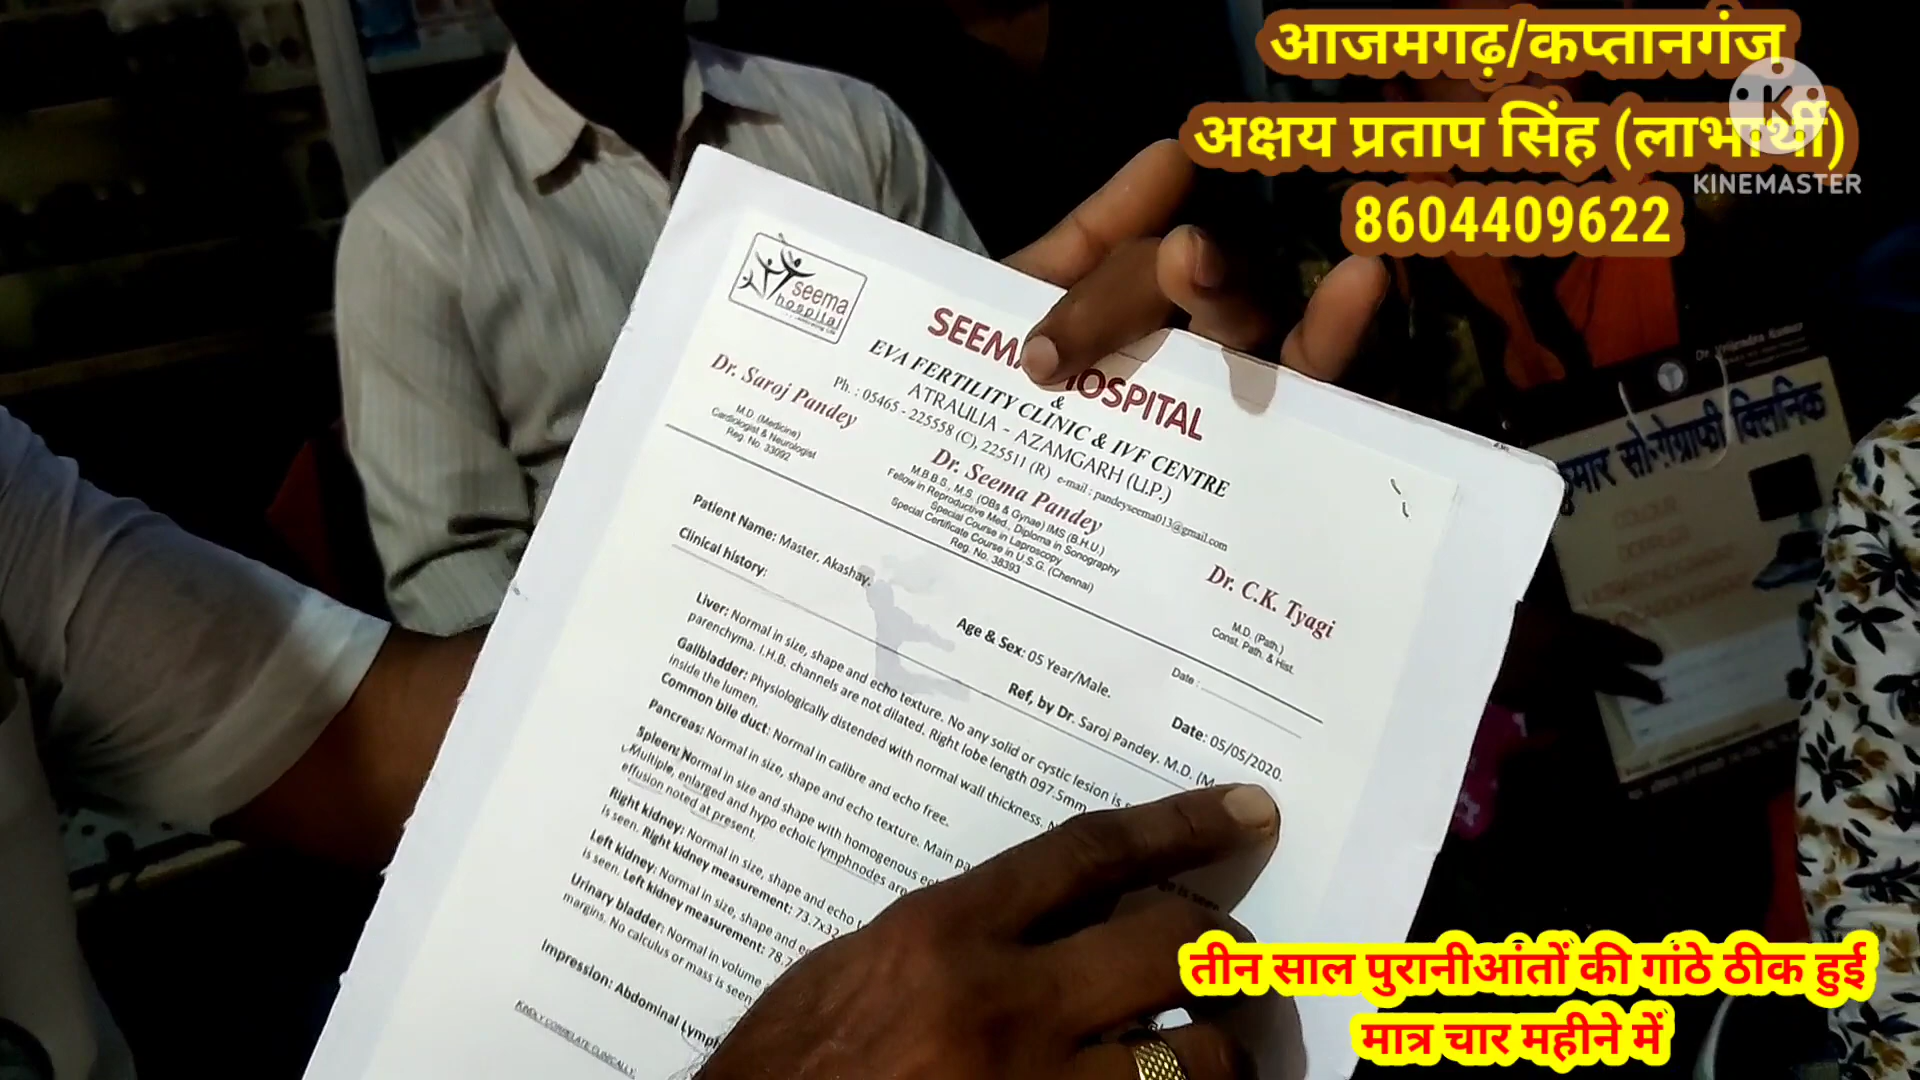 आजमगढ़/कप्तानगंज
अक्षय प्रताप सिंह (लाभार्थी)
8604409622
KINEMASTER
seema
hospital
SEEMA HOSPITAL
&
EVA FERTILITY CLINIC & IVF CENTRE
ATRAULIA - AZAMGARH (U.P.)
Ph. : 05465 - 225558 (C), 225511 (R) e-mail : pandeyseema013@gmail.com
Dr. Saroj Pandey
M.D. (Medicine)
Cardiologist & Neurologist
Reg. No. 33092
Dr. Seema Pandey
M.B.B.S., M.S. (OBs & Gynae) IMS (B.H.U.)
Fellow in Reproductive Med., Diploma in Sonography
Special Course in Laproscopy
Special Certificate Course in U.S.G. (Chennai)
Reg. No. 38393
Dr. C.K. Tyagi
M.D. (Path.)
Const. Path. & Hist.
Date :
Patient Name: Master. Akashay.
Age & Sex: 05 Year/Male.
Date: 05/05/2020.
Clinical history:
Ref, by Dr. Saroj Pandey. M.D. (M
Liver: Normal in size, shape and echo texture. No any solid or cystic lesion is
parenchyma. I.H.B. channels are not dilated. Right lobe length 097.5mm
Gallbladder: Physiologically distended with normal wall thickness.
inside the lumen.
Common bile duct: Normal in calibre and echo free.
Pancreas: Normal in size, shape and echo texture. Main pa
Spleen: Normal in size and shape with homogenous
Multiple, enlarged and hypo echoic lymphnodes are
effusion noted at present.
Right kidney: Normal in size, shape and echo
is seen. Right kidney measurement: 73.7x32
Left kidney: Normal in size, shape and
is seen. Left kidney measurement: 78.7
Urinary bladder: Normal in volume
margins. No calculus or mass is seen
Impression: Abdominal Lymph
KINDLY CORRELATE CLINICALLY.
कुमार सोनोग्राफी क्लिनिक
तीन साल पुरानीआंतों की गांठे ठीक हुई
मात्र चार महीने में